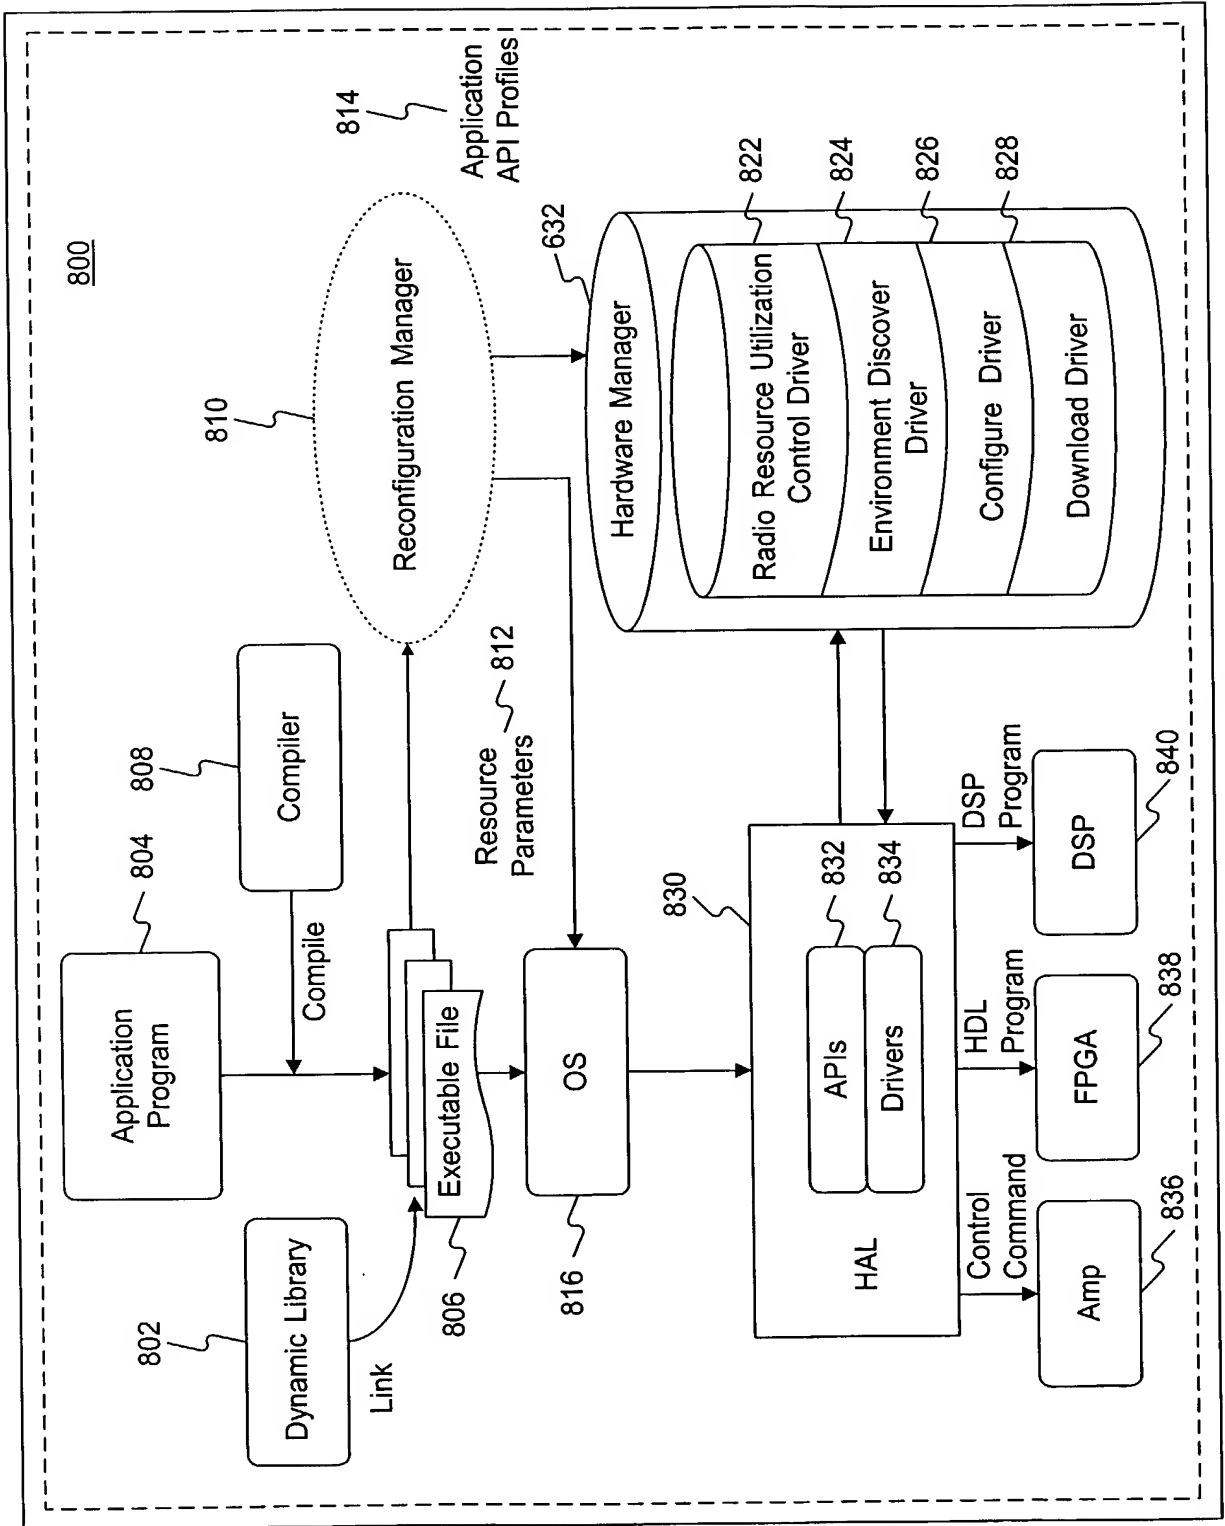 800
802
Dynamic Library
Link
804
Application
Program
808
Compiler
Compile
806
Executable File
810
Reconfiguration Manager
814
Application
API Profiles
Resource
Parameters
812
816
OS
632
Hardware Manager
Radio Resource Utilization
Control Driver
822
Environment Discover
Driver
824
Configure Driver
826
Download Driver
828
830
HAL
APIs
832
Drivers
834
Control
Command
HDL
Program
DSP
Program
Amp
836
FPGA
838
DSP
840